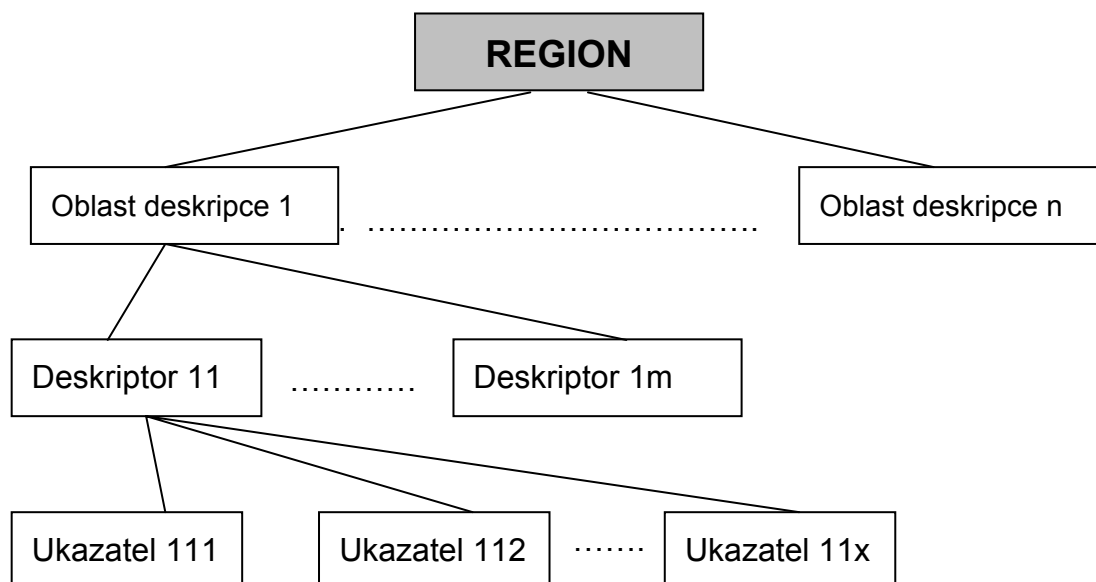 REGION
Oblast deskripce 1
Oblast deskripce n
Deskriptor 11
Deskriptor 1m
Ukazatel 111
Ukazatel 112
Ukazatel 11x